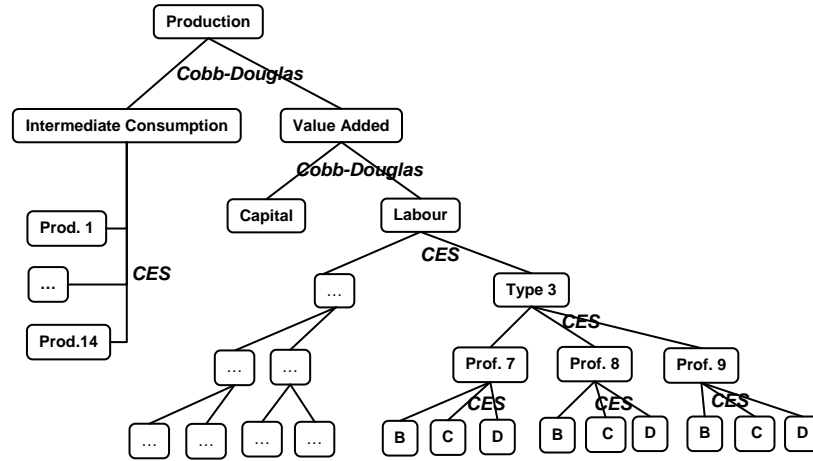 Production
Cobb-Douglas
Intermediate Consumption
Value Added
Cobb-Douglas
Capital
Labour
Prod. 1
CES
...
CES
Prod.14
...
Type 3
CES
...
...
Prof. 7
Prof. 8
Prof. 9
CES
CES
CES
...
...
...
...
B
C
D
B
C
D
B
C
D